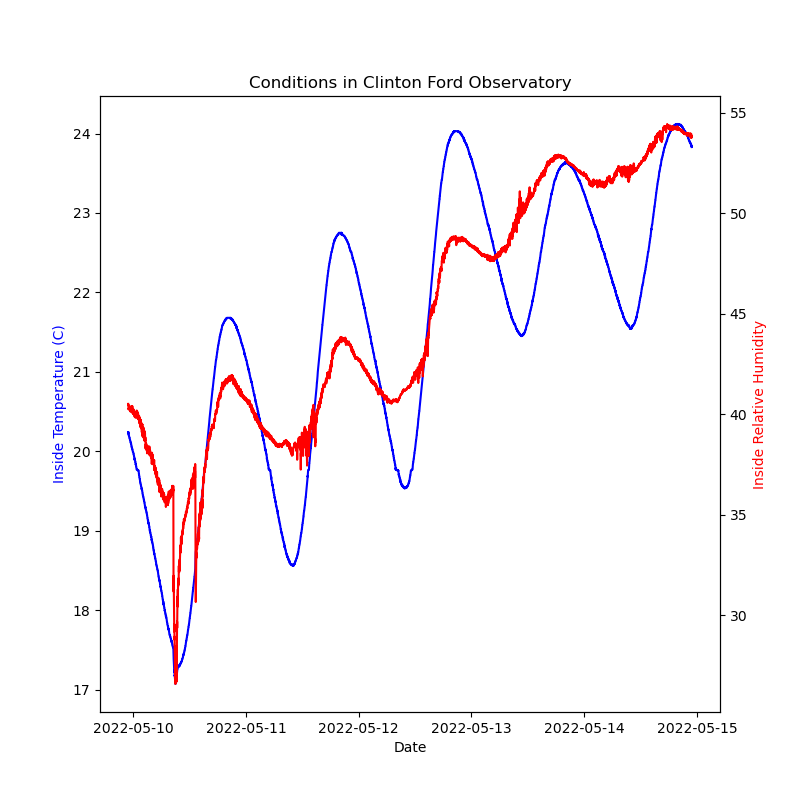 Conditions in Clinton Ford Observatory
24
23
22
21
20
19
18
17
Inside Temperature (C)
55
50
45
40
35
30
Inside Relative Humidity
2022-05-10 2022-05-11 2022-05-12 2022-05-13 2022-05-14 2022-05-15
Date